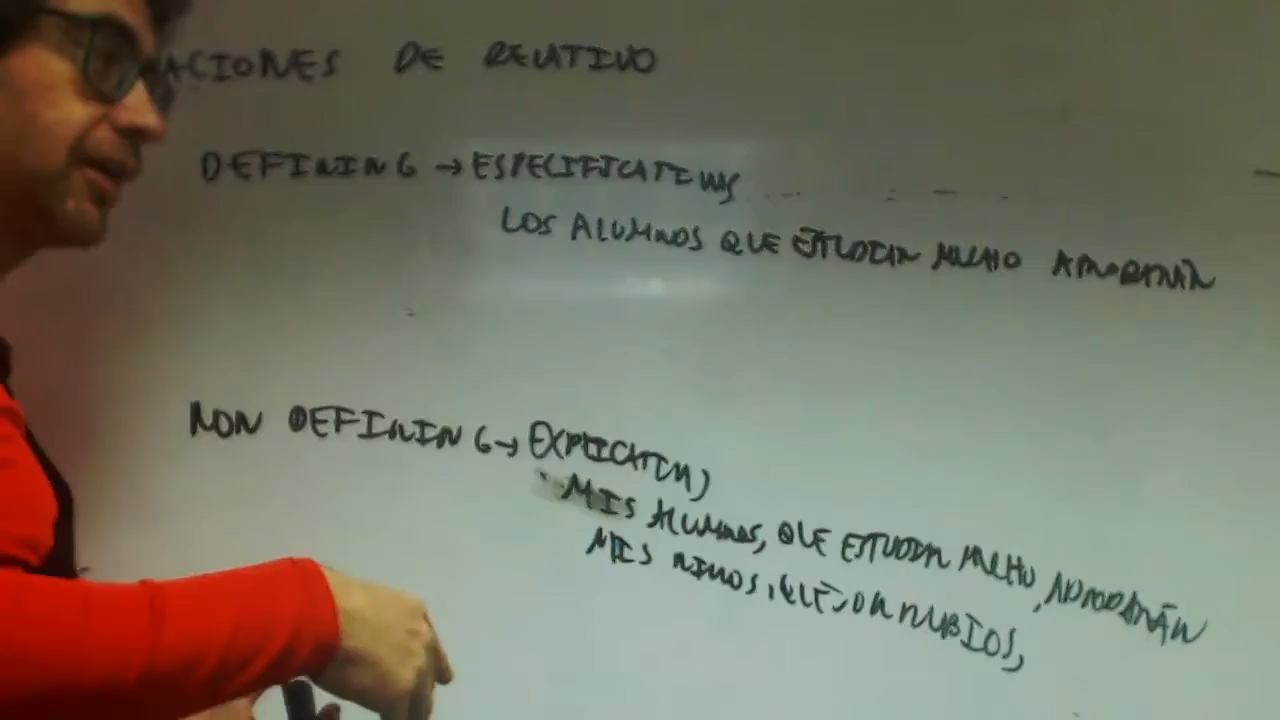 ACIONES DE RELATIVO
DEFINING → ESPECIFICATIVAS
LOS ALUMNOS QUE ESTUDIAN MUCHO APROBARÁN
NON DEFINING → EXPLICATIVAS
MIS ALUMNOS, QUE ESTUDIAN MUCHO, APROBARÁN
MIS NIÑOS, QUE SON RUBIOS,